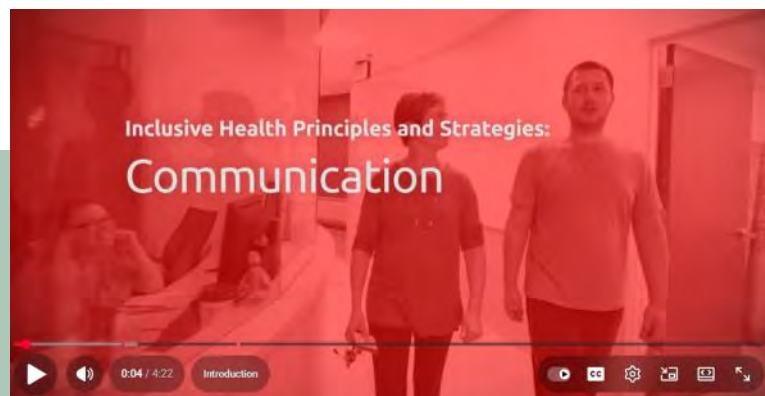 Inclusive Health Principles and Strategies:
Communication
0:04 / 4:22 Introduction CC